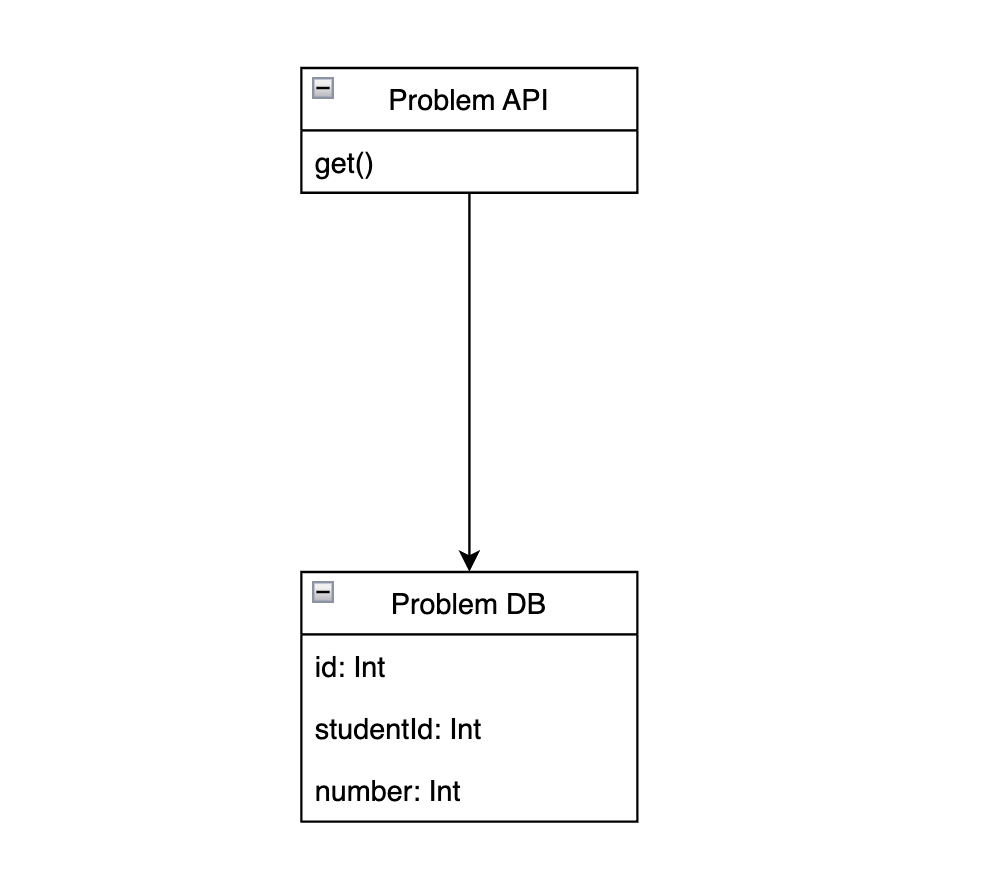 Problem API
get()
Problem DB
id: Int
studentId: Int
number: Int